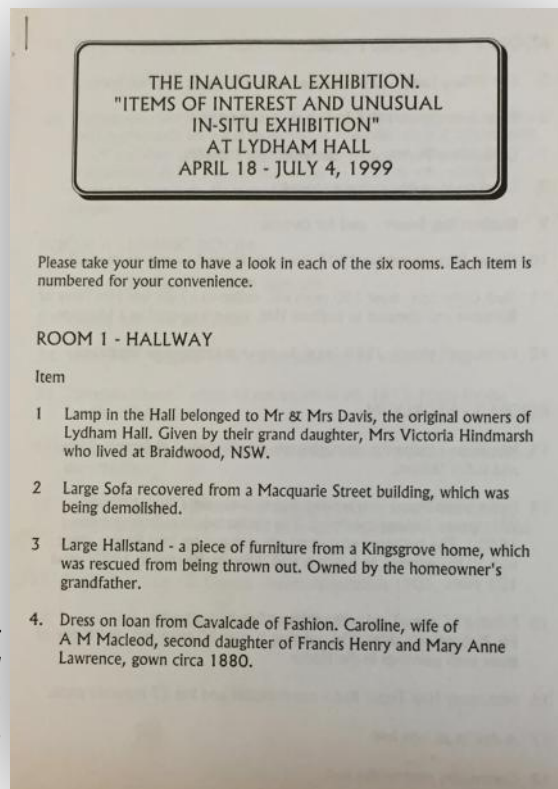 THE INAUGURAL EXHIBITION.
"ITEMS OF INTEREST AND UNUSUAL
IN-SITU EXHIBITION"
AT LYDHAM HALL
APRIL 18 - JULY 4, 1999
Please take your time to have a look in each of the six rooms. Each item is
numbered for your convenience.
ROOM 1 - HALLWAY
Item
1 Lamp in the Hall belonged to Mr & Mrs Davis, the original owners of
Lydham Hall. Given by their grand daughter, Mrs Victoria Hindmarsh
who lived at Braidwood, NSW.
2 Large Sofa recovered from a Macquarie Street building, which was
being demolished.
3 Large Hallstand - a piece of furniture from a Kingsgrove home, which
was rescued from being thrown out. Owned by the homeowner's
grandfather.
4. Dress on loan from Cavalcade of Fashion. Caroline, wife of
A M Macleod, second daughter of Francis Henry and Mary Anne
Lawrence, gown circa 1880.